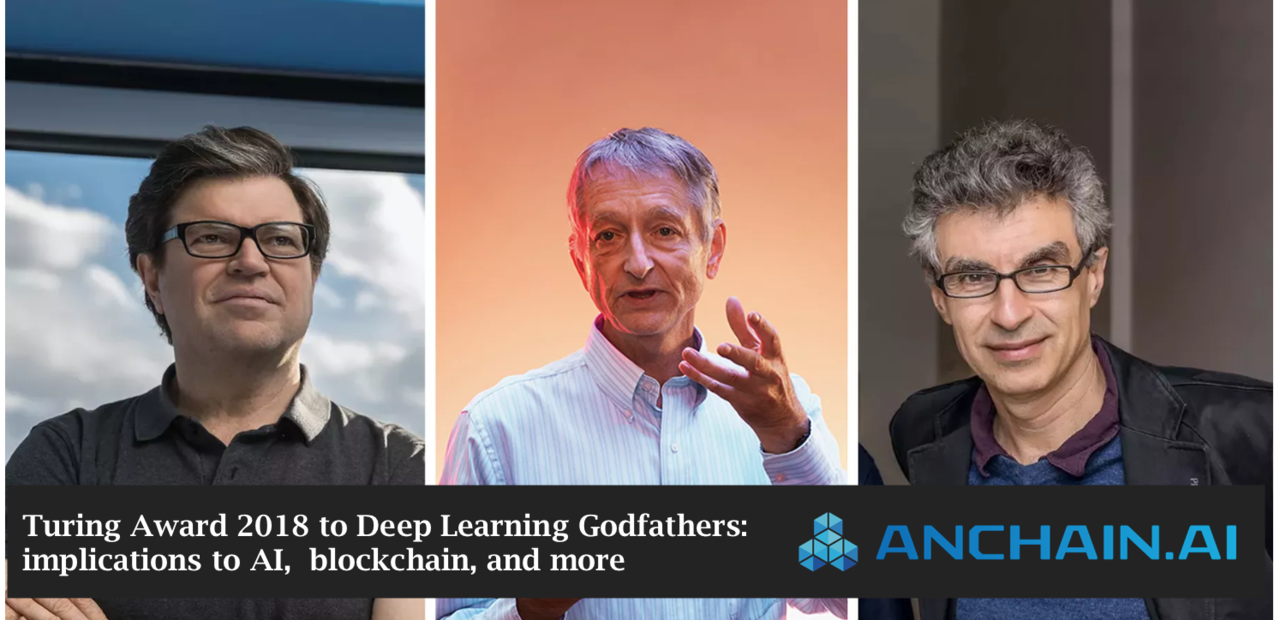 Turing Award 2018 to Deep Learning Godfathers:
implications to AI,  blockchain, and more
ANCHAIN.AI